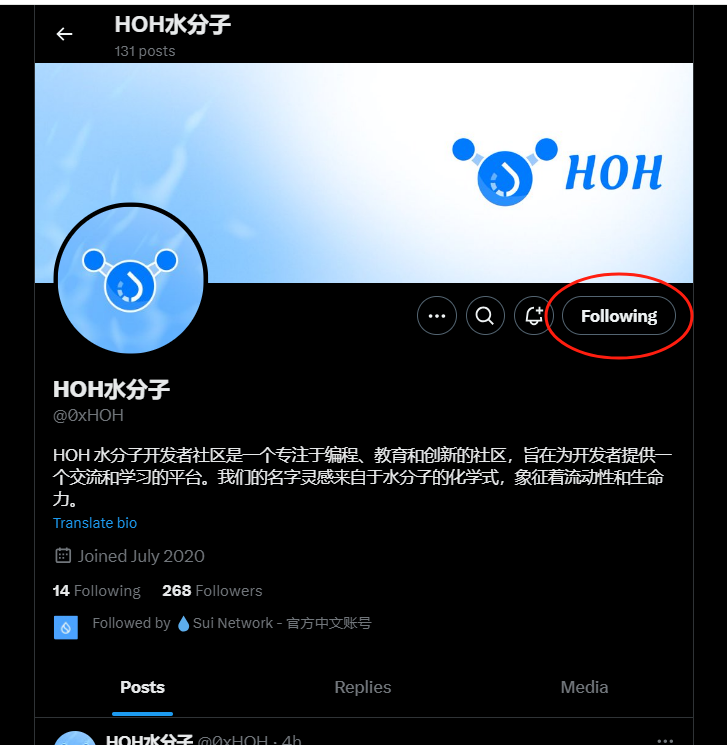 HOH水分子
131 posts
HOH
Following
HOH水分子
@0xHOH
HOH 水分子开发者社区是一个专注于编程、教育和创新的社区，旨在为开发者提供一
个交流和学习的平台。我们的名字灵感来自于水分子的化学式，象征着流动性和生命
力。
Translate bio
Joined July 2020
14 Following 268 Followers
Followed by 💧Sui Network - 官方中文账号
Posts Replies Media
HOH水分子 @0xHOH · 4h